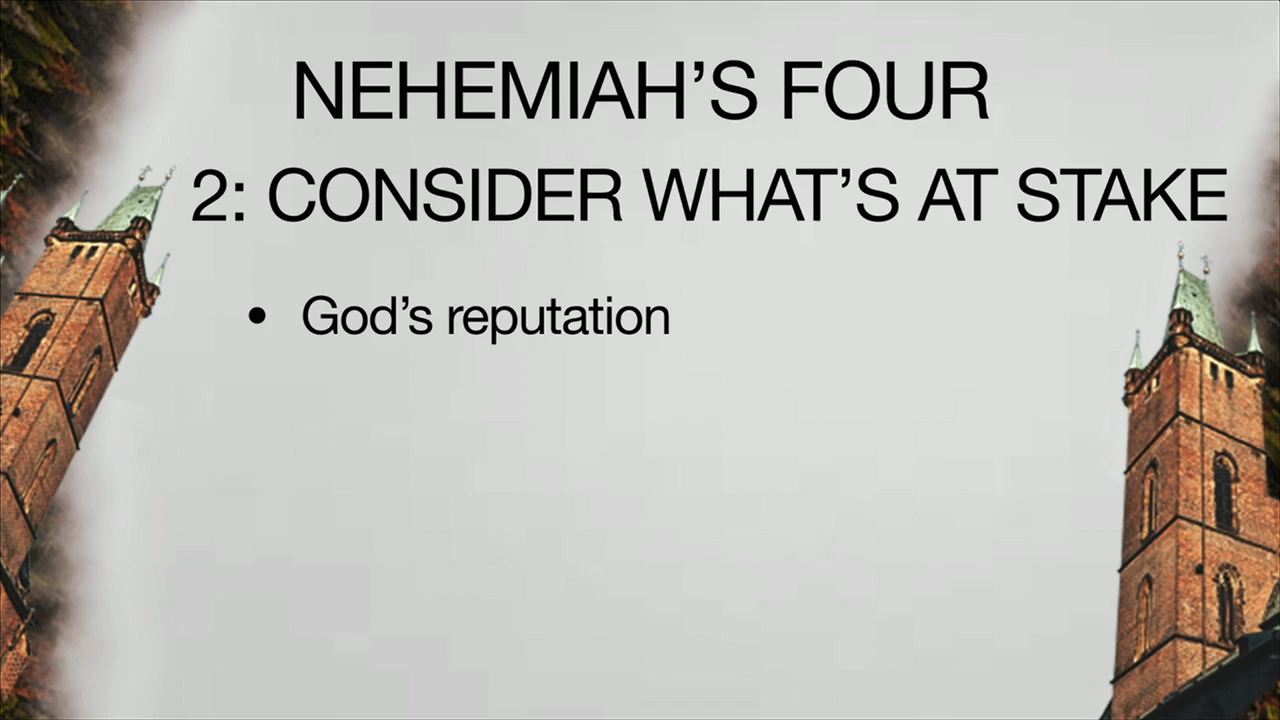 NEHEMIAH’S FOUR
2: CONSIDER WHAT’S AT STAKE
• God’s reputation